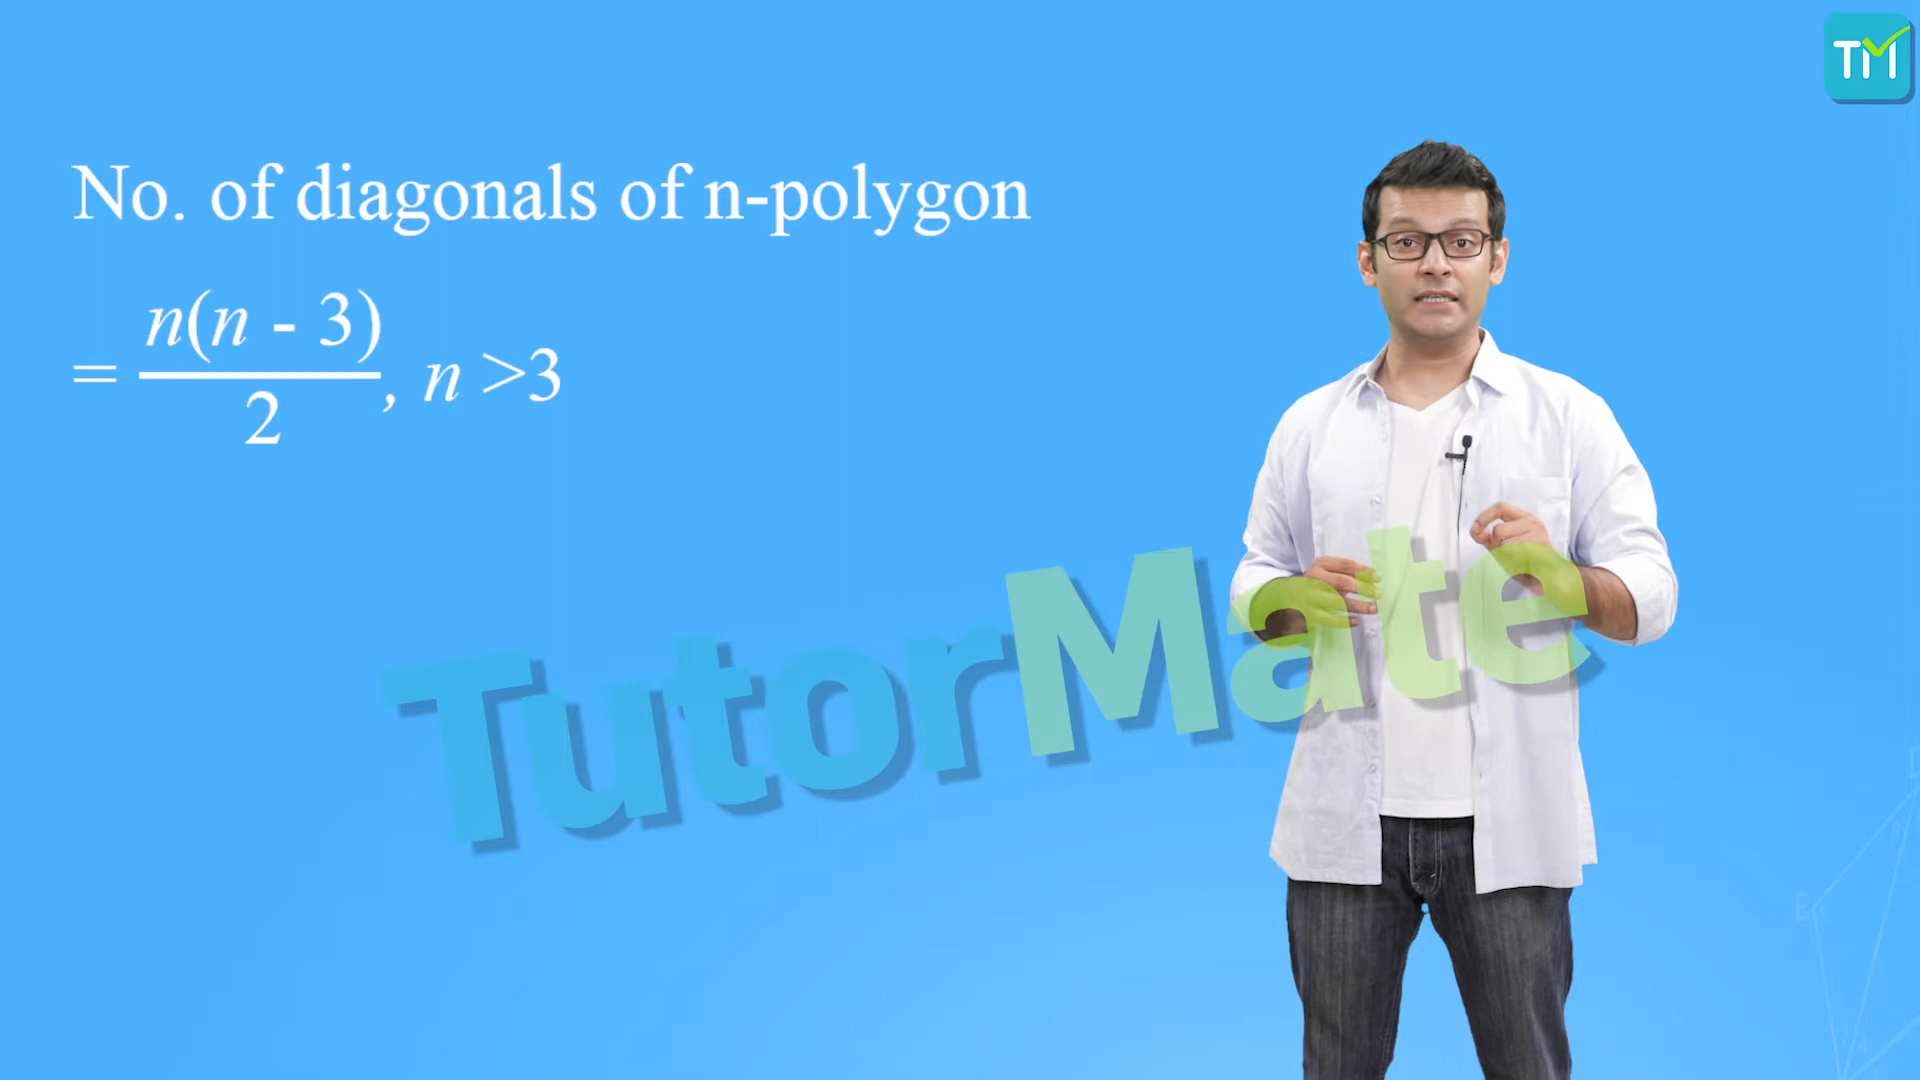 TM
No. of diagonals of n-polygon
= n(n - 3)/2, n >3
TutorMate
E